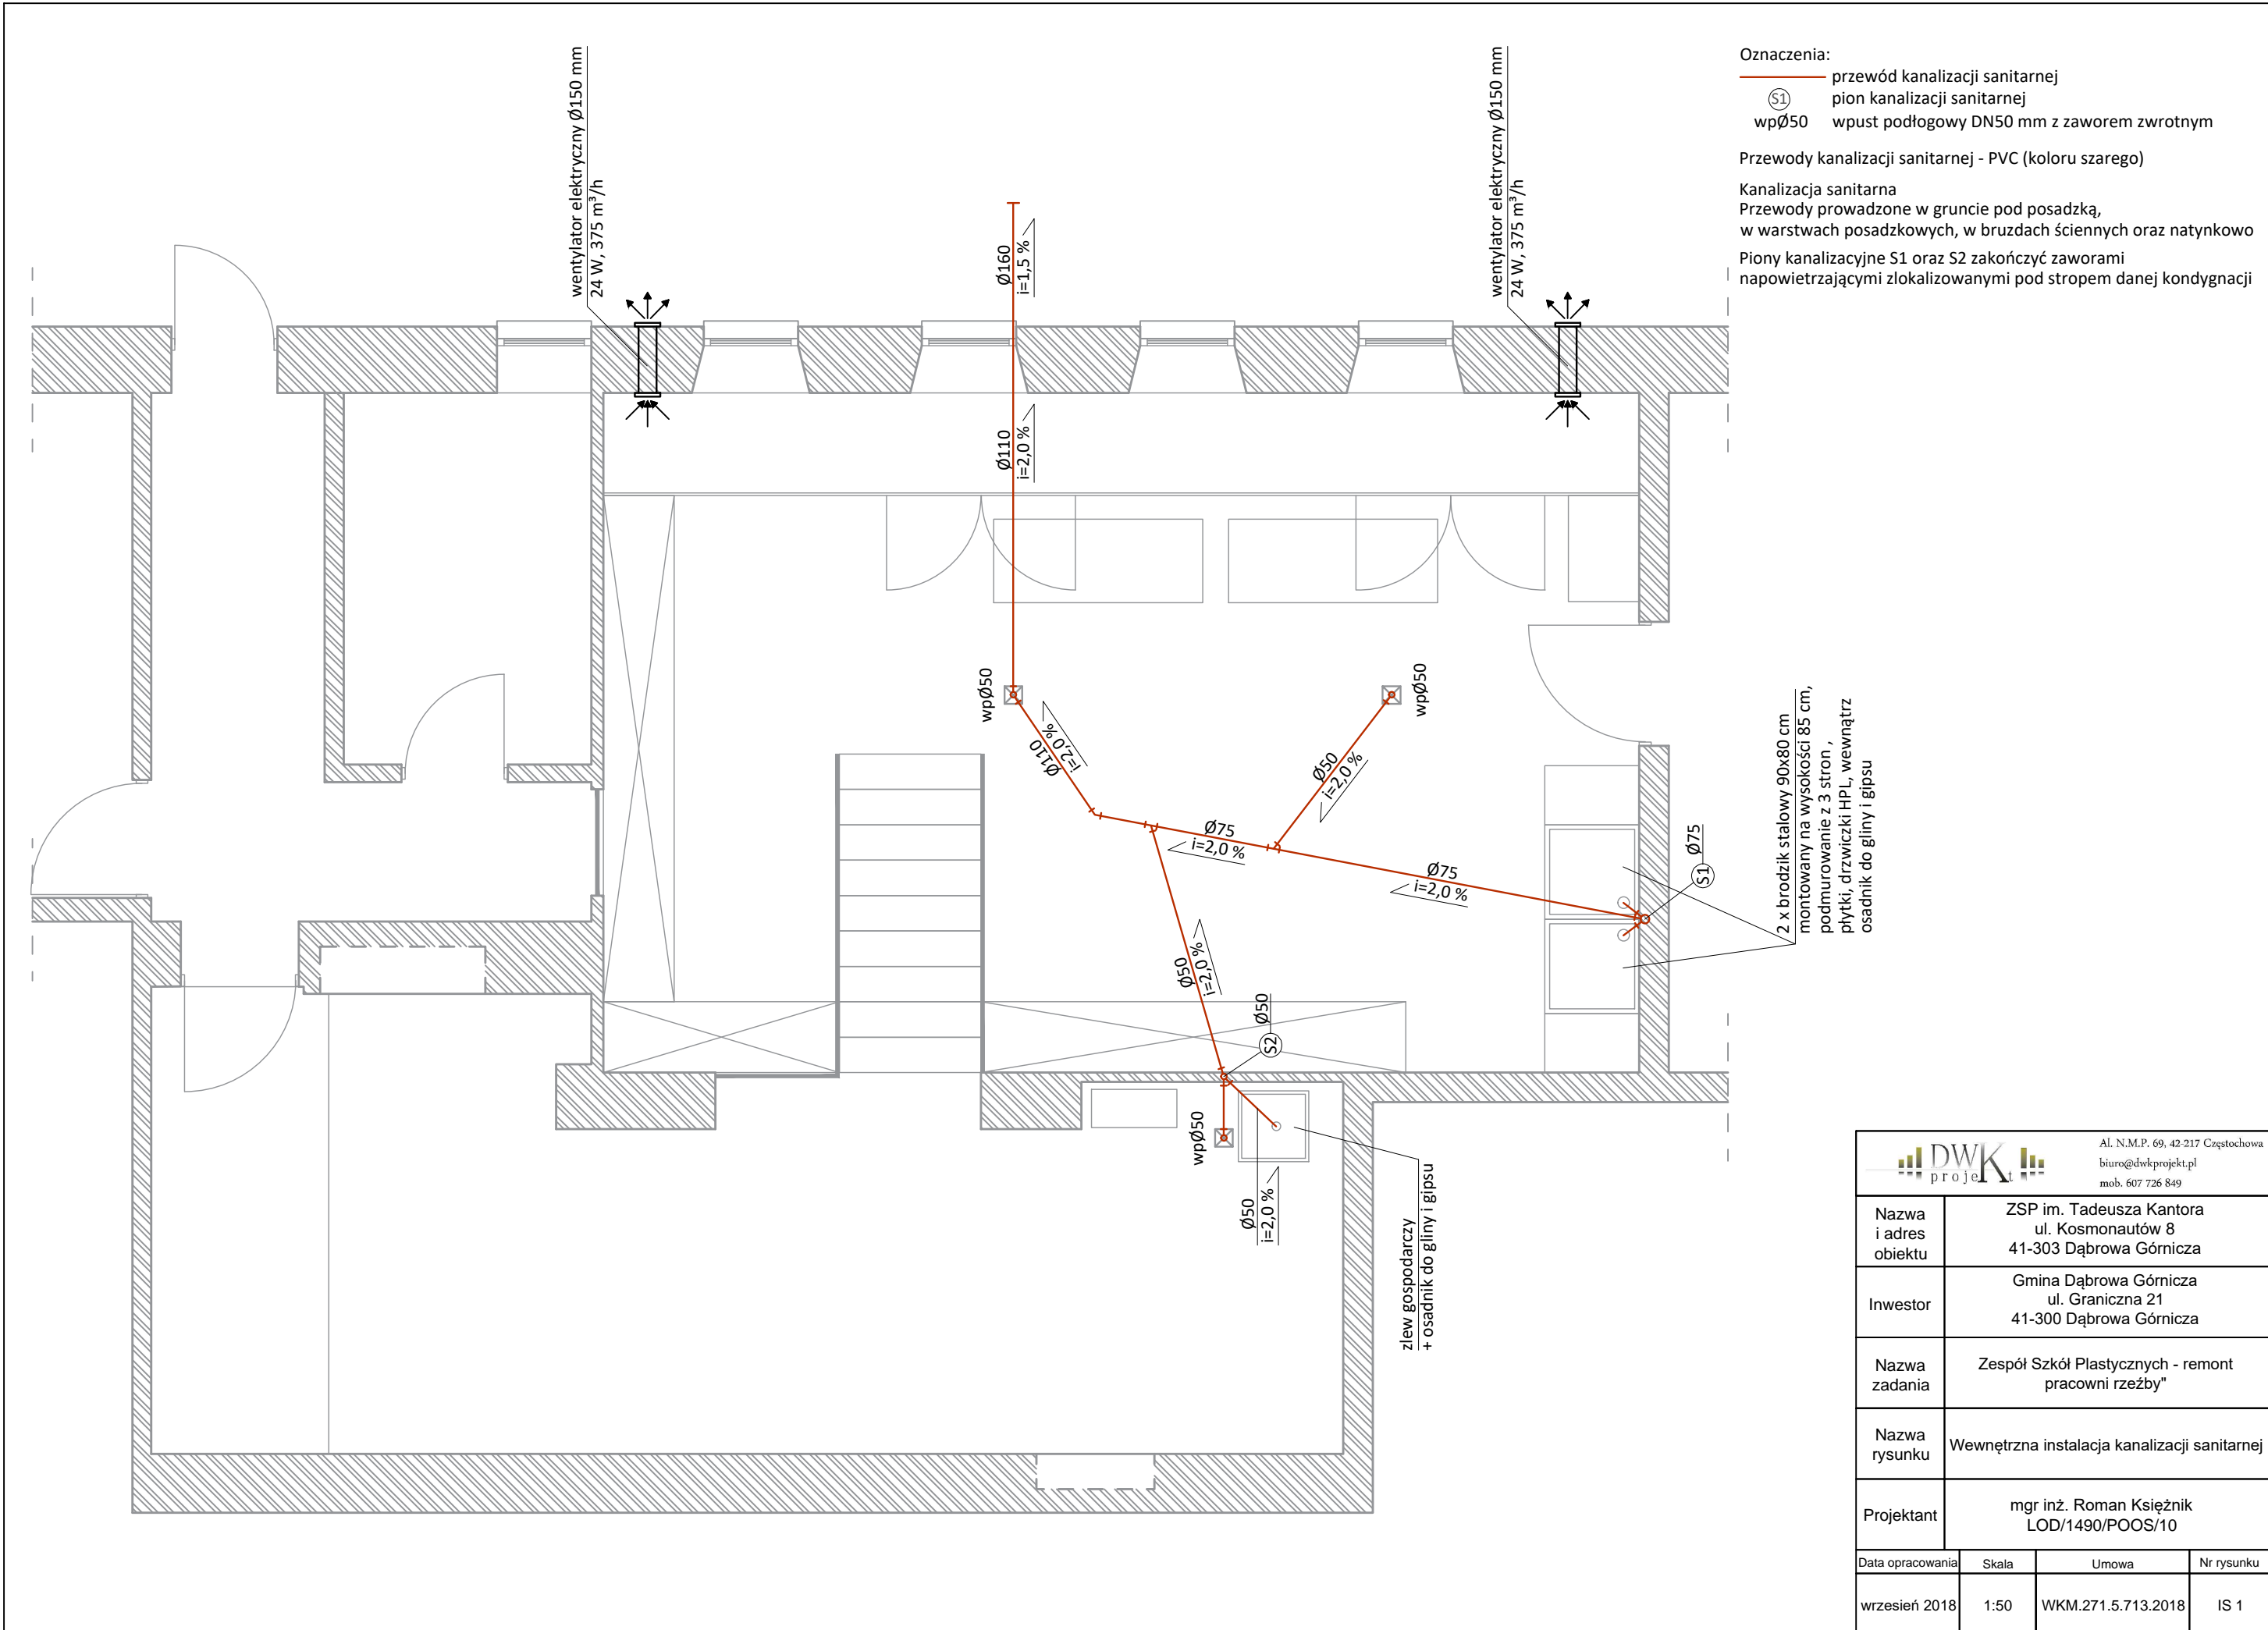 Oznaczenia:
przewód kanalizacji sanitarnej
S1 pion kanalizacji sanitarnej
wpØ50 wpust podłogowy DN50 mm z zaworem zwrotnym
Przewody kanalizacji sanitarnej - PVC (koloru szarego)
Kanalizacja sanitarna
Przewody prowadzone w gruncie pod posadzką,
w warstwach posadzkowych, w bruzdach ściennych oraz natynkowo
Piony kanalizacyjne S1 oraz S2 zakończyć zaworami
napowietrzającymi zlokalizowanymi pod stropem danej kondygnacji
wentylator elektryczny Ø150 mm
24 W, 375 m³/h
wentylator elektryczny Ø150 mm
24 W, 375 m³/h
Ø160
i=1,5 %
Ø110
i=2,0 %
wpØ50
wpØ50
Ø110
i=2,0 %
Ø50
i=2,0 %
Ø75
i=2,0 %
Ø75
i=2,0 %
S1 Ø75
2 x brodzik stalowy 90x80 cm
montowany na wysokości 85 cm,
podmurowanie z 3 stron ,
płytki, drzwiczki HPL, wewnątrz
osadnik do gliny i gipsu
Ø50
i=2,0 %
S2 Ø50
wpØ50
Ø50
i=2,0 %
zlew gospodarczy
+ osadnik do gliny i gipsu
DWK
projekt
Al. N.M.P. 69, 42-217 Częstochowa
biuro@dwkprojekt.pl
mob. 607 726 849
Nazwa
i adres
obiektu
ZSP im. Tadeusza Kantora
ul. Kosmonautów 8
41-303 Dąbrowa Górnicza
Inwestor
Gmina Dąbrowa Górnicza
ul. Graniczna 21
41-300 Dąbrowa Górnicza
Nazwa
zadania
Zespół Szkół Plastycznych - remont
pracowni rzeźby"
Nazwa
rysunku
Wewnętrzna instalacja kanalizacji sanitarnej
Projektant
mgr inż. Roman Księżnik
LOD/1490/POOS/10
Data opracowania Skala Umowa Nr rysunku
wrzesień 2018 1:50 WKM.271.5.713.2018 IS 1